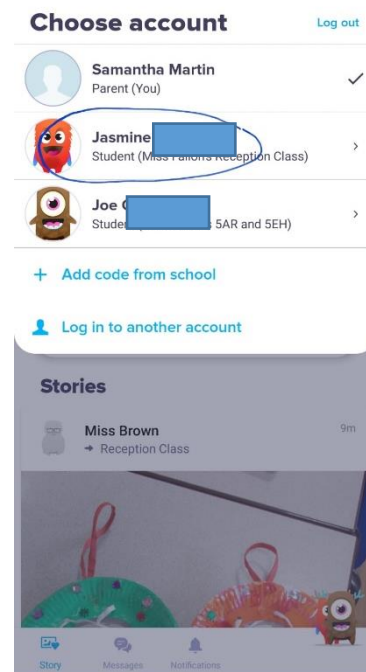 Choose account
Log out
Samantha Martin
Parent (You)
Jasmine
Student (Miss Fallon's Reception Class)
Joe
5AR and 5EH)
+ Add code from school
Log in to another account
Stories
Miss Brown
9m
→ Reception Class
Story
Messages
Notifications